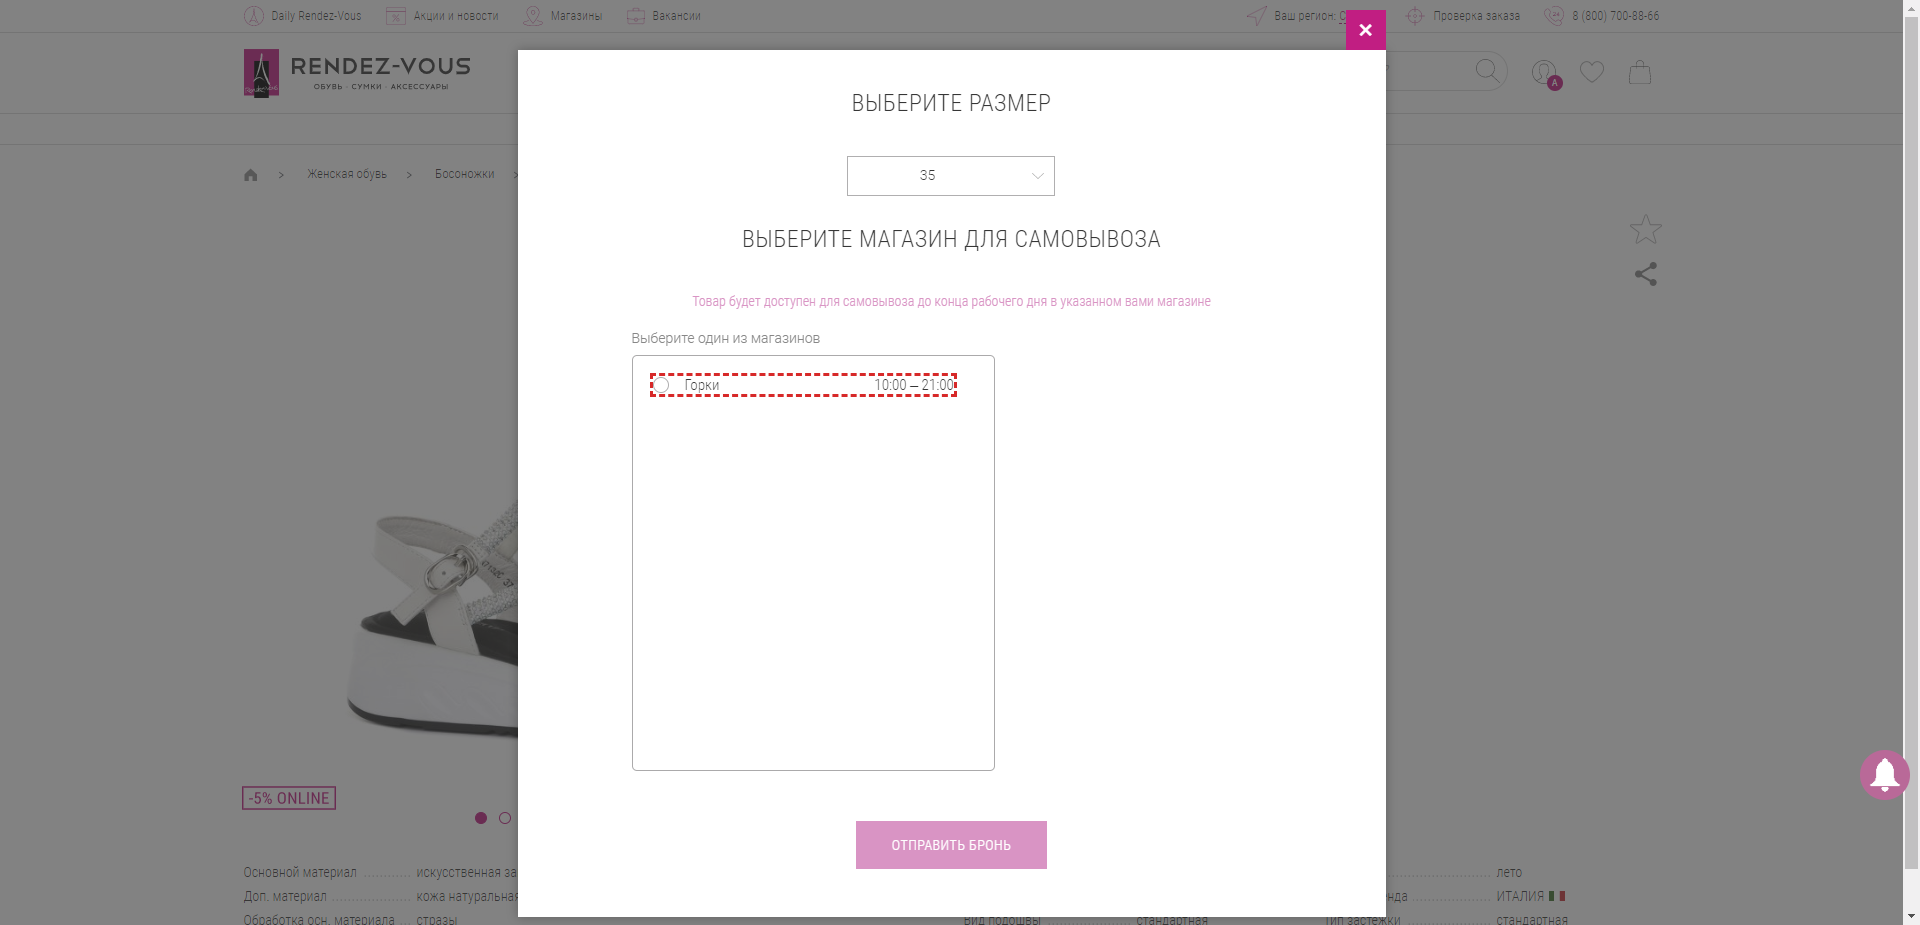 Daily Rendez-Vous
Акции и новости
Магазины
Вакансии
Ваш регион: С
Проверка заказа
8 (800) 700-88-66
RENDEZ-VOUS
ОБУВЬ · СУМКИ · АКСЕССУАРЫ
А
Женская обувь
Босоножки
ВЫБЕРИТЕ РАЗМЕР
35
ВЫБЕРИТЕ МАГАЗИН ДЛЯ САМОВЫВОЗА
Товар будет доступен для самовывоза до конца рабочего дня в указанном вами магазине
Выберите один из магазинов
Горки 10:00 – 21:00
-5% ONLINE
ОТПРАВИТЬ БРОНЬ
Основной материал искусственная за
лето
Доп. материал кожа натуральная
нда ИТАЛИЯ
Обработка осн. материала стразы
Вид подошвы стандартная
Тип застежки стандартная